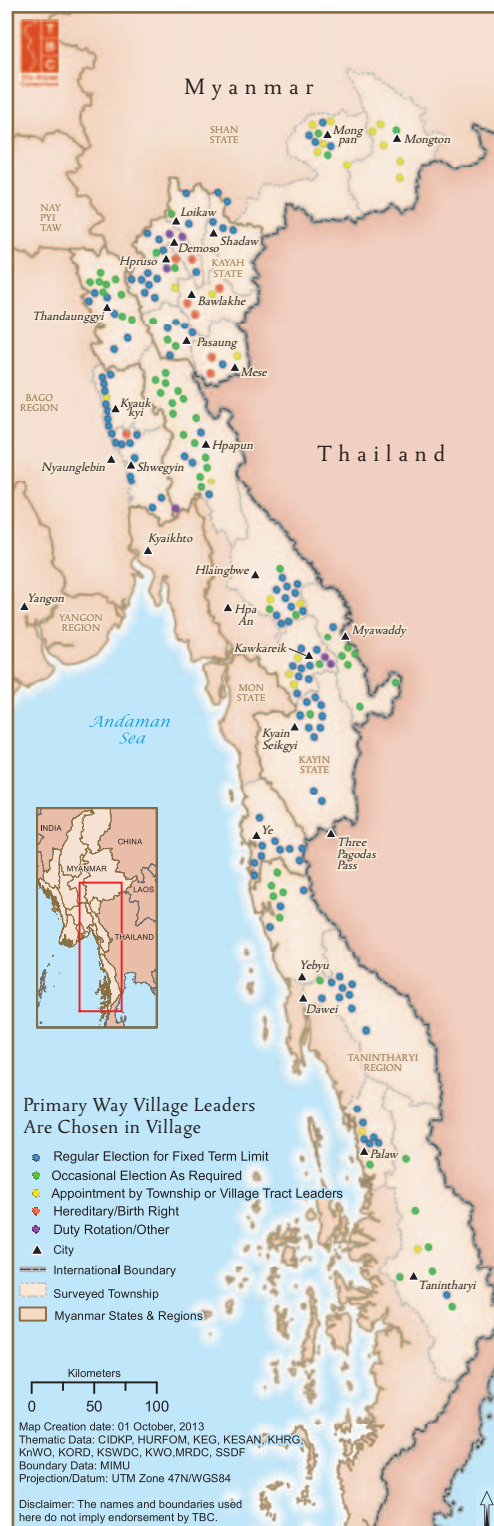 TBC
Myanmar
SHAN
STATE
Mong
pan
Mongton
NAY
PYI
TAW
Loikaw
Shadaw
Demoso
Hpruso
KAYAH
STATE
Bawlakhe
Thandaunggyi
Pasaung
Mese
BAGO
REGION
Kyauk
kyi
Hpapun
Thailand
Nyaunglebin
Shwegyin
Kyaikhto
Hlaingbwe
Yangon
Hpa
An
YANGON
REGION
Myawaddy
Kawkareik
MON
STATE
Andaman
Sea
Kyain
Seikgyi
KAYIN
STATE
Ye
Three
Pagodas
Pass
INDIA
CHINA
MYANMAR
LAOS
THAILAND
Yebyu
Dawei
TANINTHARYI
REGION
Primary Way Village Leaders
Are Chosen in Village
Regular Election for Fixed Term Limit
Occasional Election As Required
Appointment by Township or Village Tract Leaders
Hereditary/Birth Right
Duty Rotation/Other
City
International Boundary
Surveyed Township
Myanmar States & Regions
Palaw
Tanintharyi
Kilometers
0 50 100
Map Creation date: 01 October, 2013
Thematic Data: CIDKP, HURFOM, KEG, KESAN, KHRG,
KnWO, KORD, KSWDC, KWO,MRDC, SSDF
Boundary Data: MIMU
Projection/Datum: UTM Zone 47N/WGS84
Disclaimer: The names and boundaries used
here do not imply endorsement by TBC.